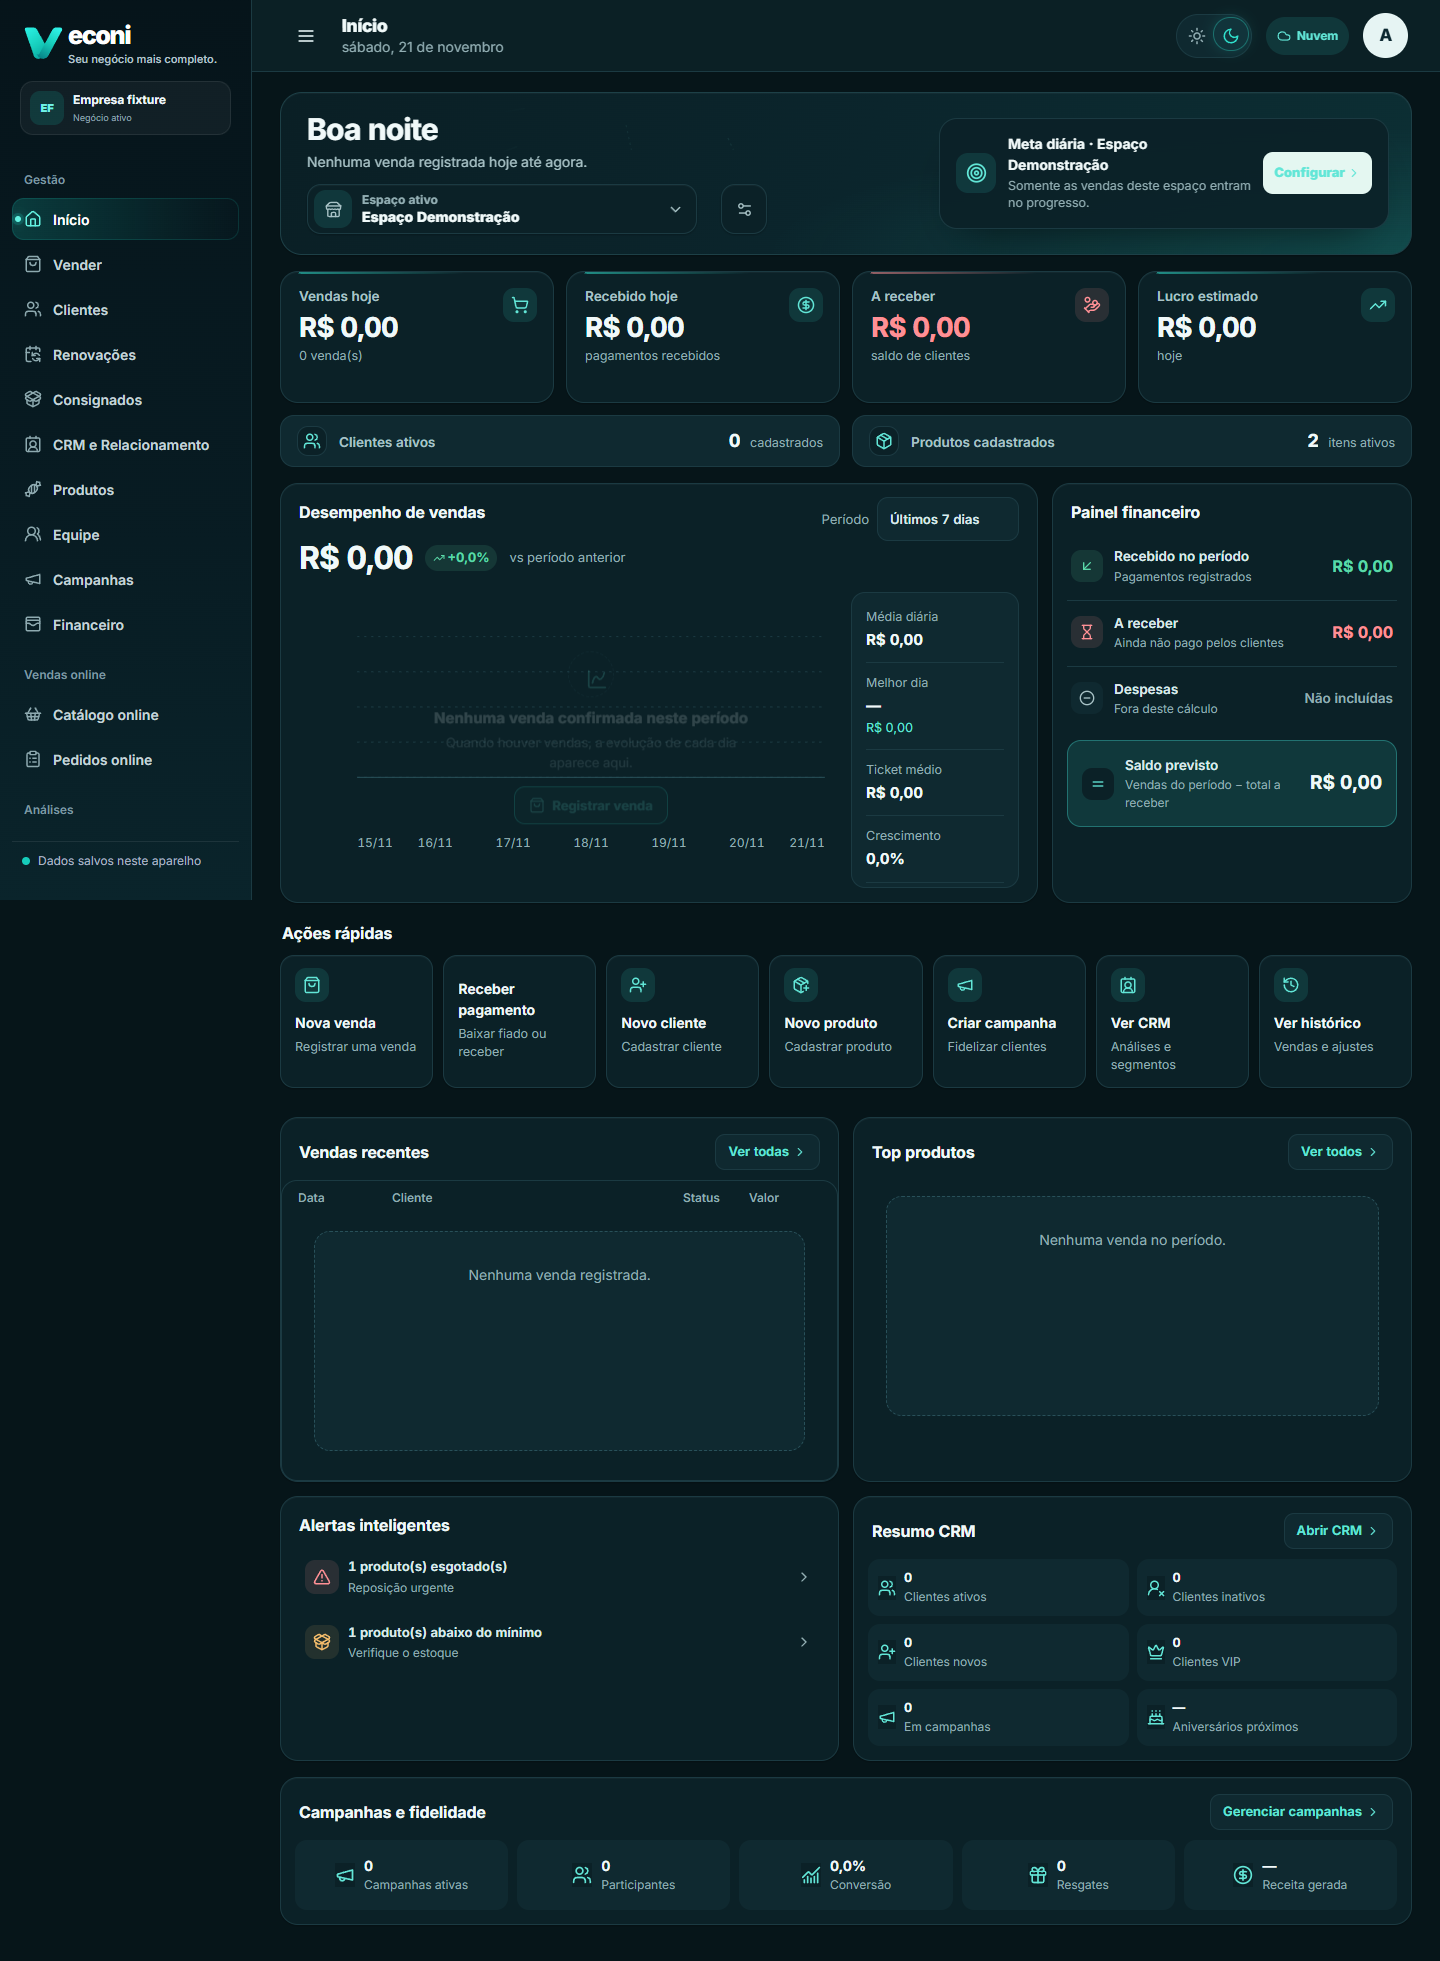 Veconi
Seu negócio mais completo.
EF
Empresa fixture
Negócio ativo
Gestão
Início
Vender
Clientes
Renovações
Consignados
CRM e Relacionamento
Produtos
Equipe
Campanhas
Financeiro
Vendas online
Catálogo online
Pedidos online
Análises
Dados salvos neste aparelho
Início
sábado, 21 de novembro
Nuvem
A
Boa noite
Nenhuma venda registrada hoje até agora.
Espaço ativo
Espaço Demonstração
Meta diária · Espaço
Demonstração
Somente as vendas deste espaço entram
no progresso.
Configurar
Vendas hoje
R$ 0,00
0 venda(s)
Recebido hoje
R$ 0,00
pagamentos recebidos
A receber
R$ 0,00
saldo de clientes
Lucro estimado
R$ 0,00
hoje
Clientes ativos
0 cadastrados
Produtos cadastrados
2 itens ativos
Desempenho de vendas
Período
Últimos 7 dias
R$ 0,00
+0,0%
vs período anterior
Nenhuma venda confirmada neste período
Quando houver vendas, a evolução de cada dia
aparece aqui.
Registrar venda
15/11 16/11 17/11 18/11 19/11 20/11 21/11
Média diária
R$ 0,00
Melhor dia
—
R$ 0,00
Ticket médio
R$ 0,00
Crescimento
0,0%
Painel financeiro
Recebido no período
Pagamentos registrados
R$ 0,00
A receber
Ainda não pago pelos clientes
R$ 0,00
Despesas
Fora deste cálculo
Não incluídas
Saldo previsto
Vendas do período – total a
receber
R$ 0,00
Ações rápidas
Nova venda
Registrar uma venda
Receber
pagamento
Baixar fiado ou
receber
Novo cliente
Cadastrar cliente
Novo produto
Cadastrar produto
Criar campanha
Fidelizar clientes
Ver CRM
Análises e
segmentos
Ver histórico
Vendas e ajustes
Vendas recentes
Ver todas
Data Cliente Status Valor
Nenhuma venda registrada.
Top produtos
Ver todos
Nenhuma venda no período.
Alertas inteligentes
1 produto(s) esgotado(s)
Reposição urgente
1 produto(s) abaixo do mínimo
Verifique o estoque
Resumo CRM
Abrir CRM
0
Clientes ativos
0
Clientes inativos
0
Clientes novos
0
Clientes VIP
0
Em campanhas
—
Aniversários próximos
Campanhas e fidelidade
Gerenciar campanhas
0
Campanhas ativas
0
Participantes
0,0%
Conversão
0
Resgates
—
Receita gerada